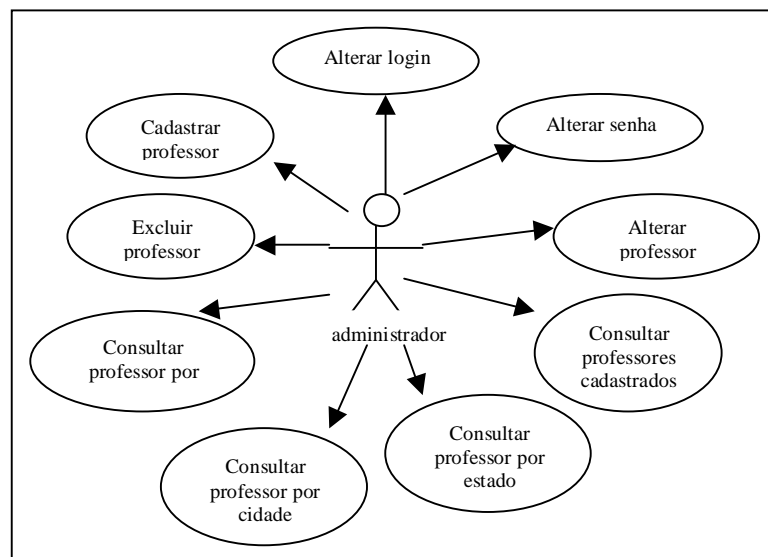 Alterar login
Cadastrar
professor
Alterar senha
Excluir
professor
Alterar
professor
Consultar
professor por
administrador
Consultar
professores
cadastrados
Consultar
professor por
estado
Consultar
professor por
cidade